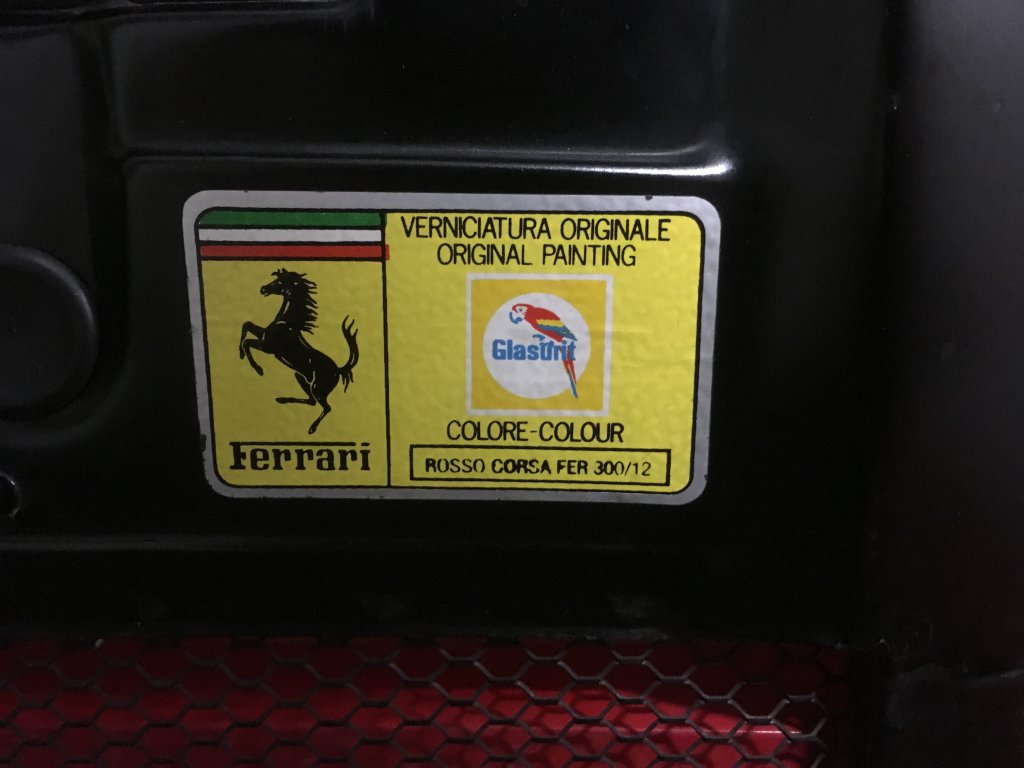 VERNICIATURA ORIGINALE
ORIGINAL PAINTING
Glasurit
COLORE-COLOUR
ROSSO CORSA FER 300/12
Ferrari